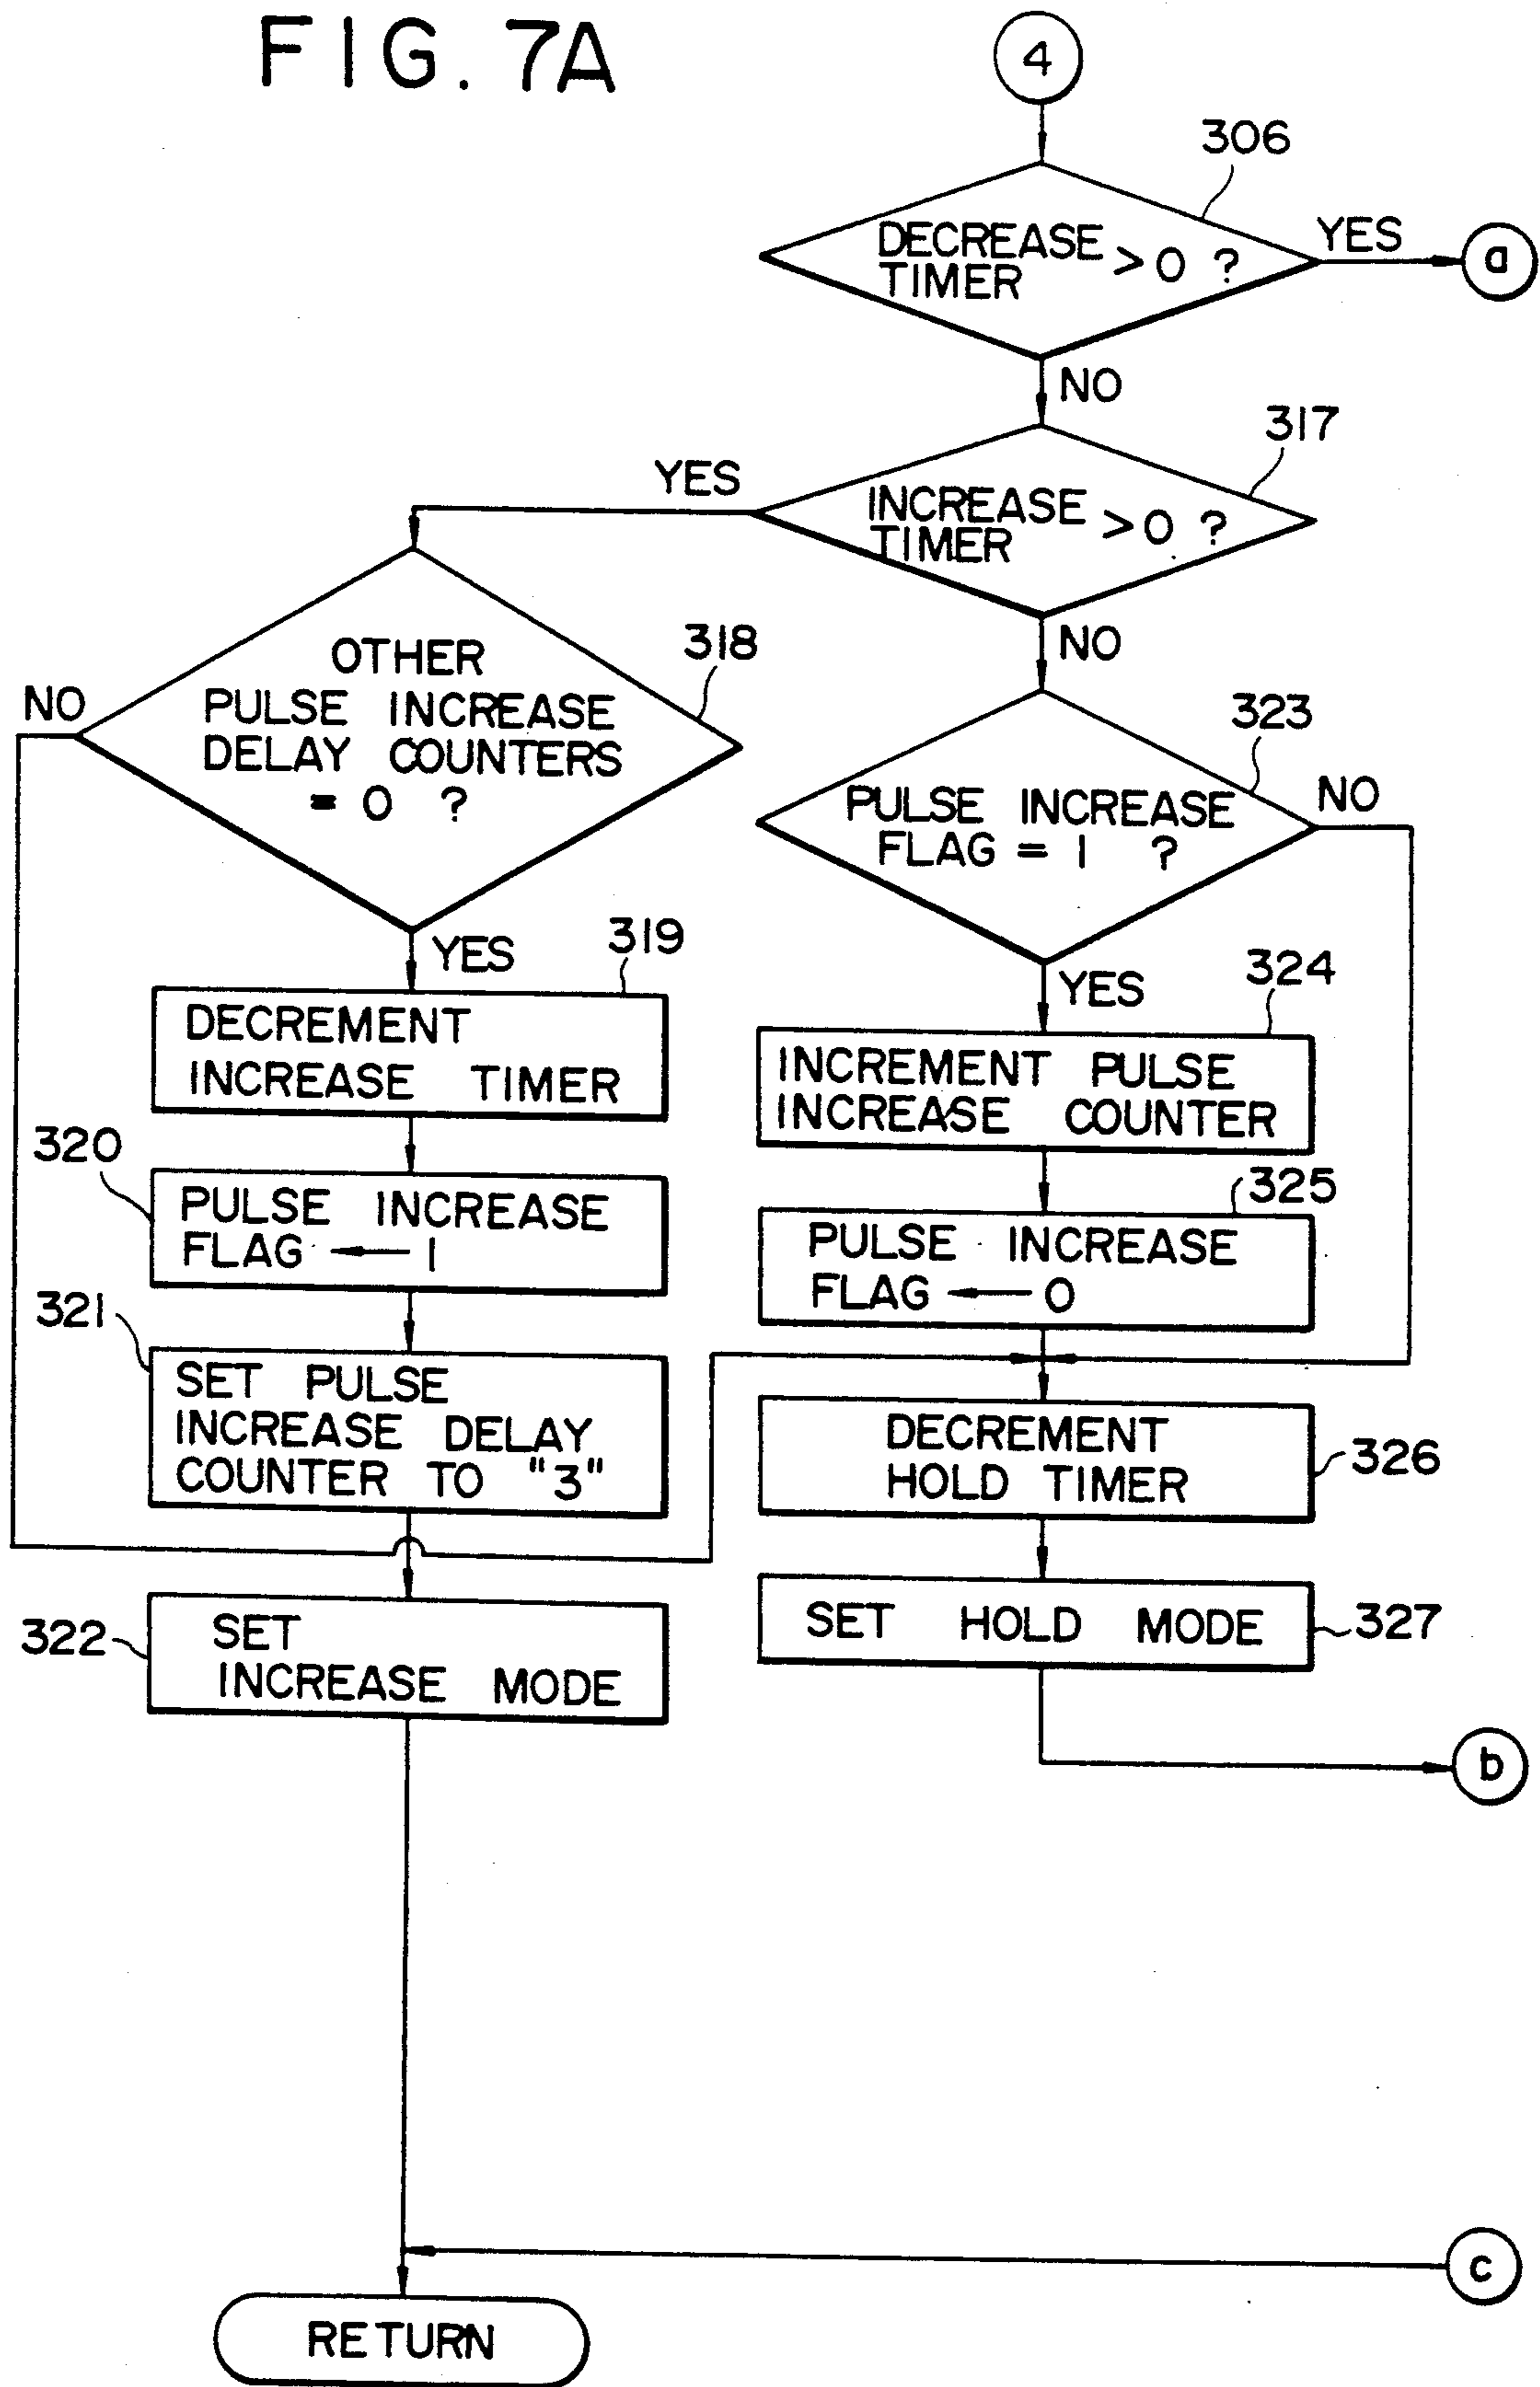 FIG. 7A
4
306
DECREASE
TIMER
>0 ?
YES
a
NO
317
YES
INCREASE
TIMER
>0 ?
NO
318
OTHER
PULSE INCREASE
DELAY COUNTERS
= 0 ?
NO
323
PULSE INCREASE
FLAG = 1 ?
NO
YES
319
DECREMENT
INCREASE TIMER
YES
324
INCREMENT PULSE
INCREASE COUNTER
320
PULSE INCREASE
FLAG ← 1
325
PULSE INCREASE
FLAG ← 0
321
SET PULSE
INCREASE DELAY
COUNTER TO "3"
DECREMENT
HOLD TIMER
326
322
SET
INCREASE MODE
SET HOLD MODE
327
b
c
RETURN